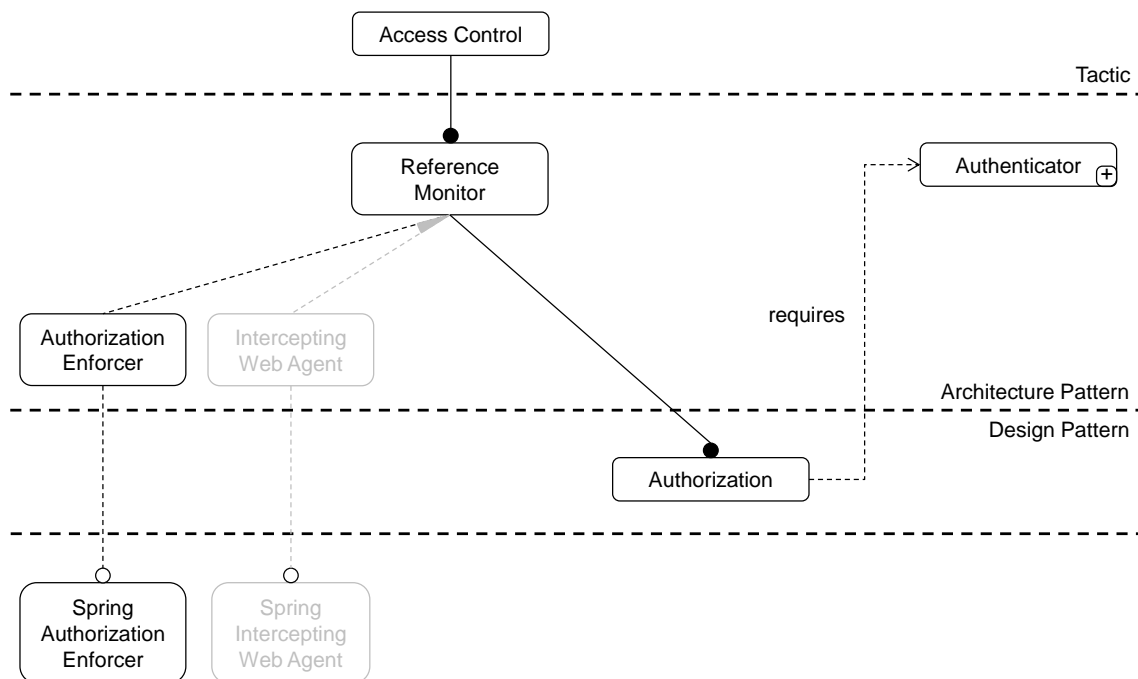 Access Control
Tactic
Reference
Monitor
Authenticator
+
requires
Authorization
Enforcer
Intercepting
Web Agent
Architecture Pattern
Design Pattern
Authorization
Spring
Authorization
Enforcer
Spring
Intercepting
Web Agent